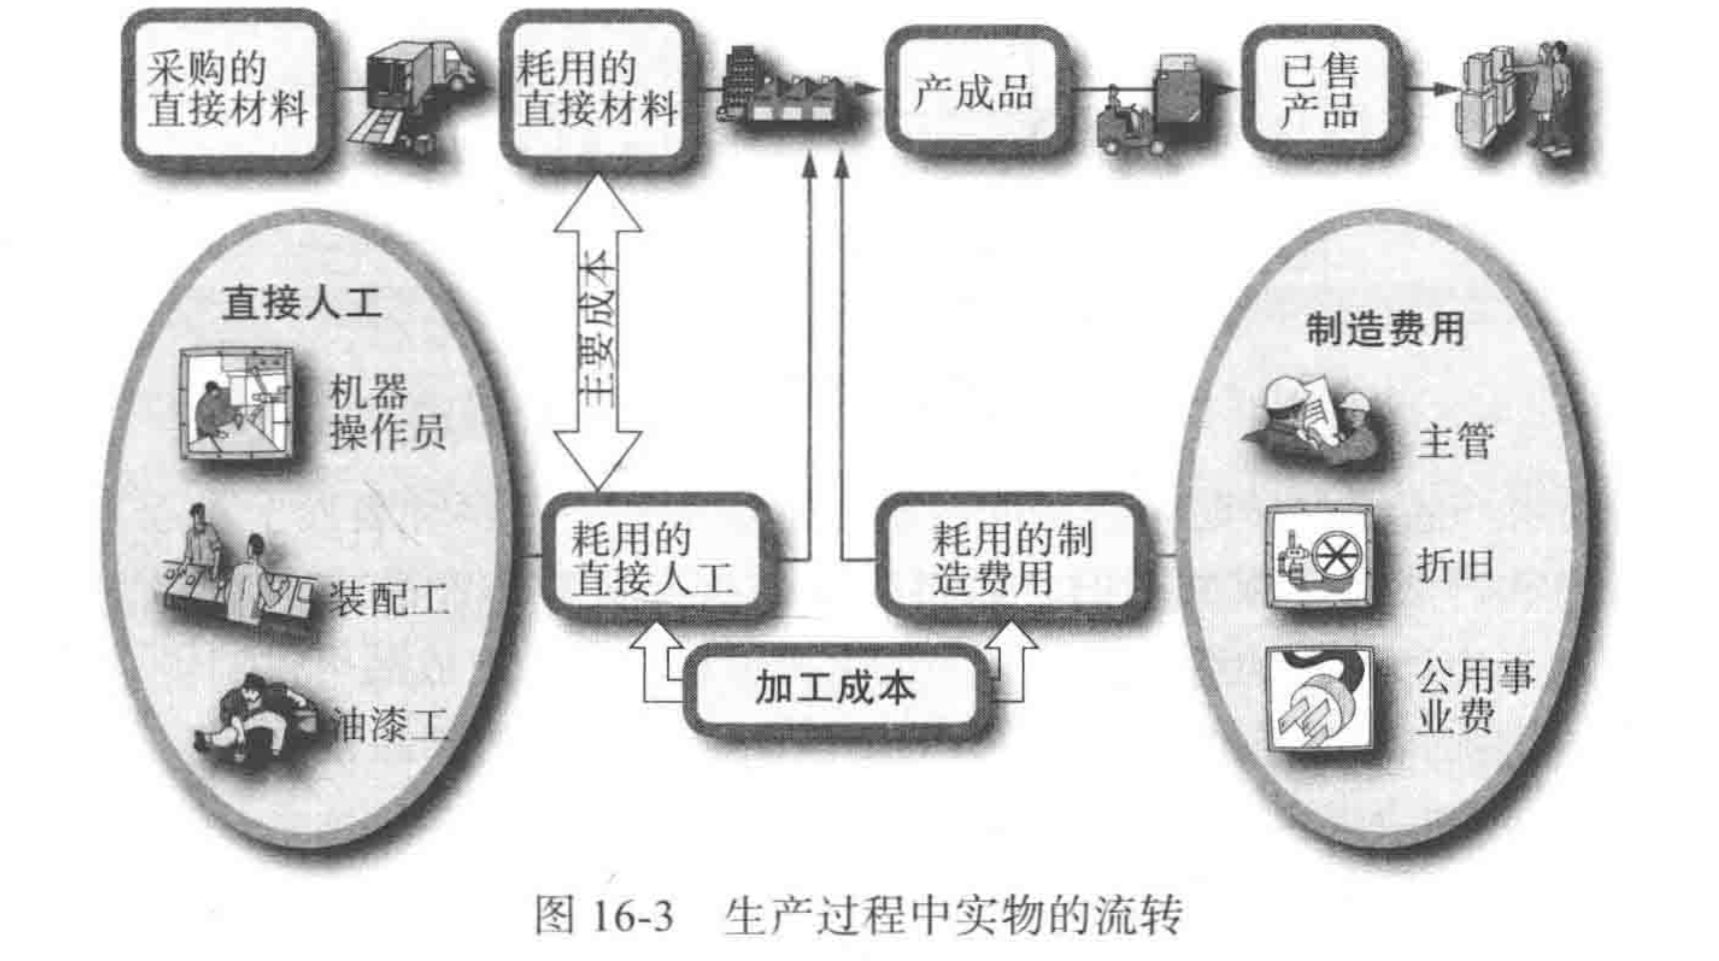 采购的
直接材料
耗用的
直接材料
产成品
已售
产品
主要成本
直接人工
机器
操作员
装配工
油漆工
制造费用
主管
折旧
公用事
业费
耗用的
直接人工
耗用的制
造费用
加工成本
图 16-3 生产过程中实物的流转